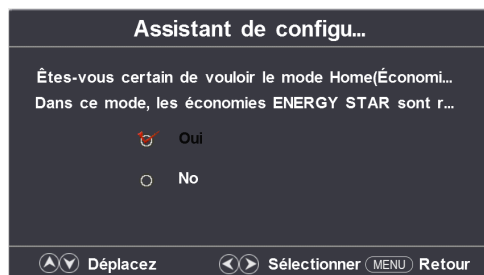 Assistant de configu...
Êtes-vous certain de vouloir le mode Home(Économi...
Dans ce mode, les économies ENERGY STAR sont r...
Oui
No
Déplacez Sélectionner MENU Retour